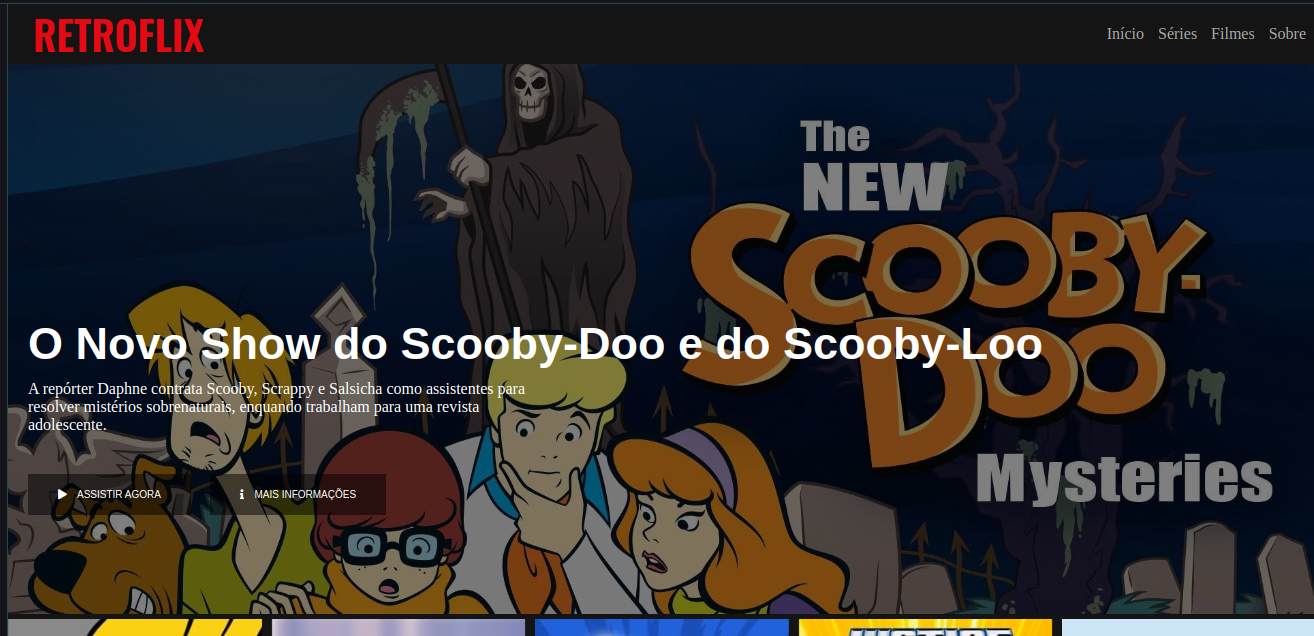 RETROFLIX
Início Séries Filmes Sobre
The
NEW
SCOOBY-
DOO
Mysteries
O Novo Show do Scooby-Doo e do Scooby-Loo
A repórter Daphne contrata Scooby, Scrappy e Salsicha como assistentes para
resolver mistérios sobrenaturais, enquando trabalham para uma revista
adolescente.
ASSISTIR AGORA MAIS INFORMAÇÕES